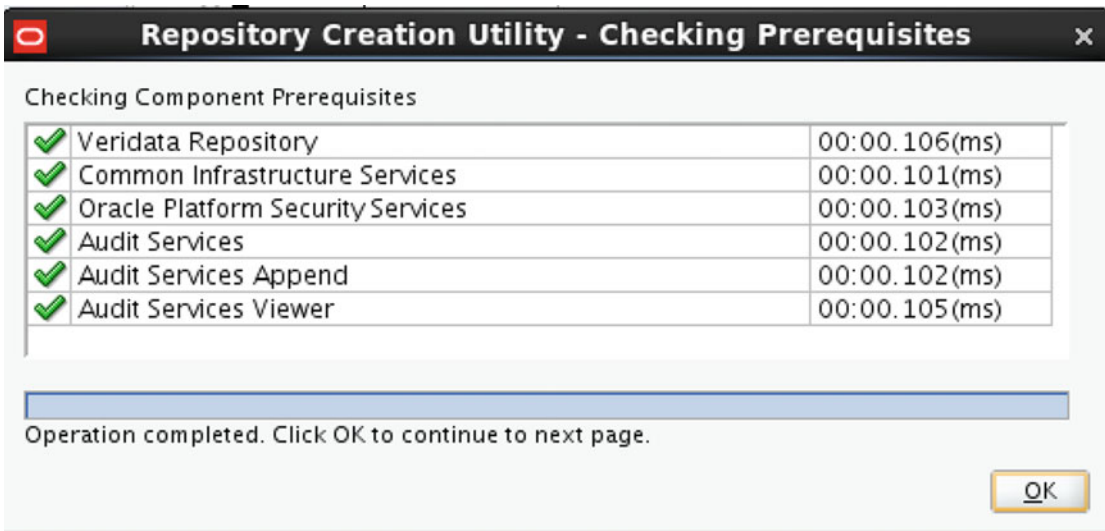 Repository Creation Utility - Checking Prerequisites
Checking Component Prerequisites
Veridata Repository 00:00.106(ms)
Common Infrastructure Services 00:00.101(ms)
Oracle Platform Security Services 00:00.103(ms)
Audit Services 00:00.102(ms)
Audit Services Append 00:00.102(ms)
Audit Services Viewer 00:00.105(ms)
Operation completed. Click OK to continue to next page.
OK